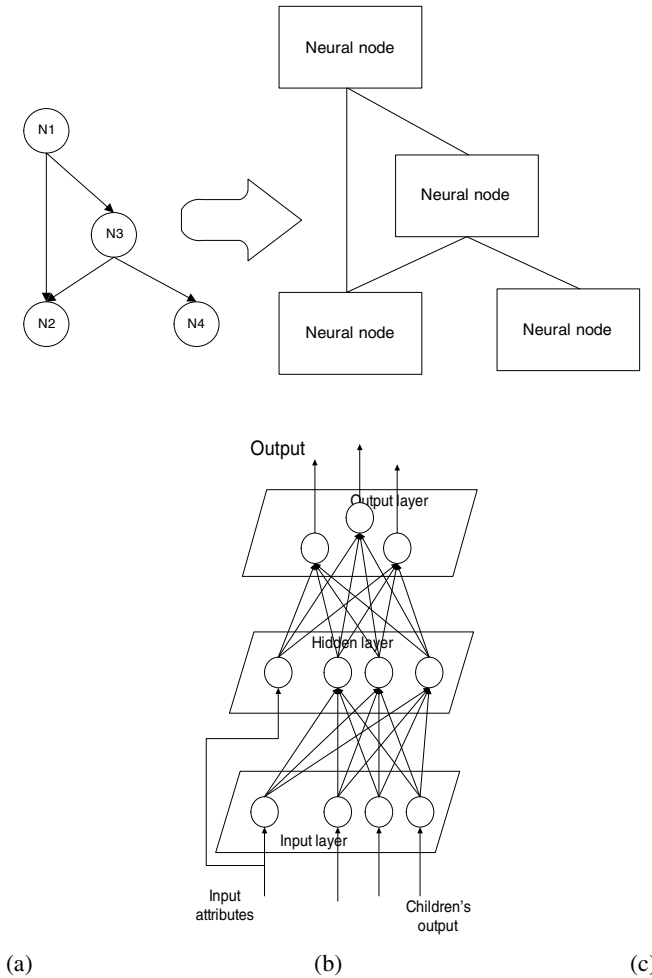 Neural node
N1
Neural node
N3
N2
N4
Neural node
Neural node
Output
Output layer
Hidden layer
Input layer
Input
attributes
Children's
output
(a)
(b)
(c)